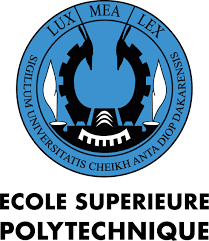 LUX MEA LEX
SIGILLUM UNIVERSITATIS CHEIKH ANTA DIOP DAKARENSIS
ECOLE SUPERIEURE
POLYTECHNIQUE